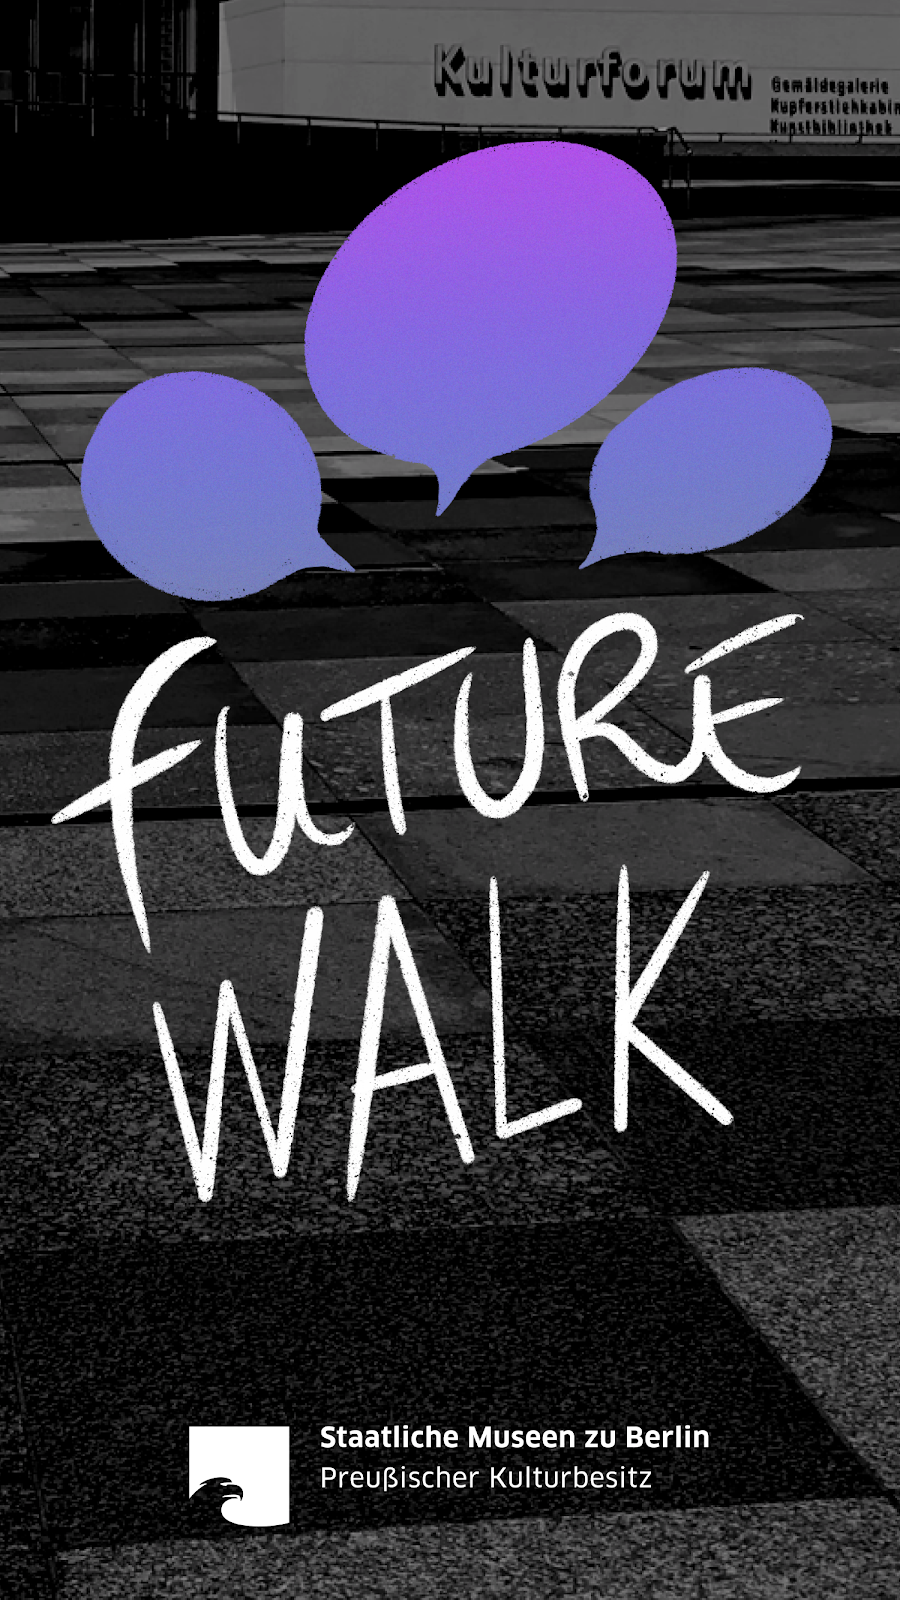 Kulturforum
Gemäldegalerie
Kupferstichkabin
Kunstbibliothek
FUTURE
WALK
Staatliche Museen zu Berlin
Preußischer Kulturbesitz